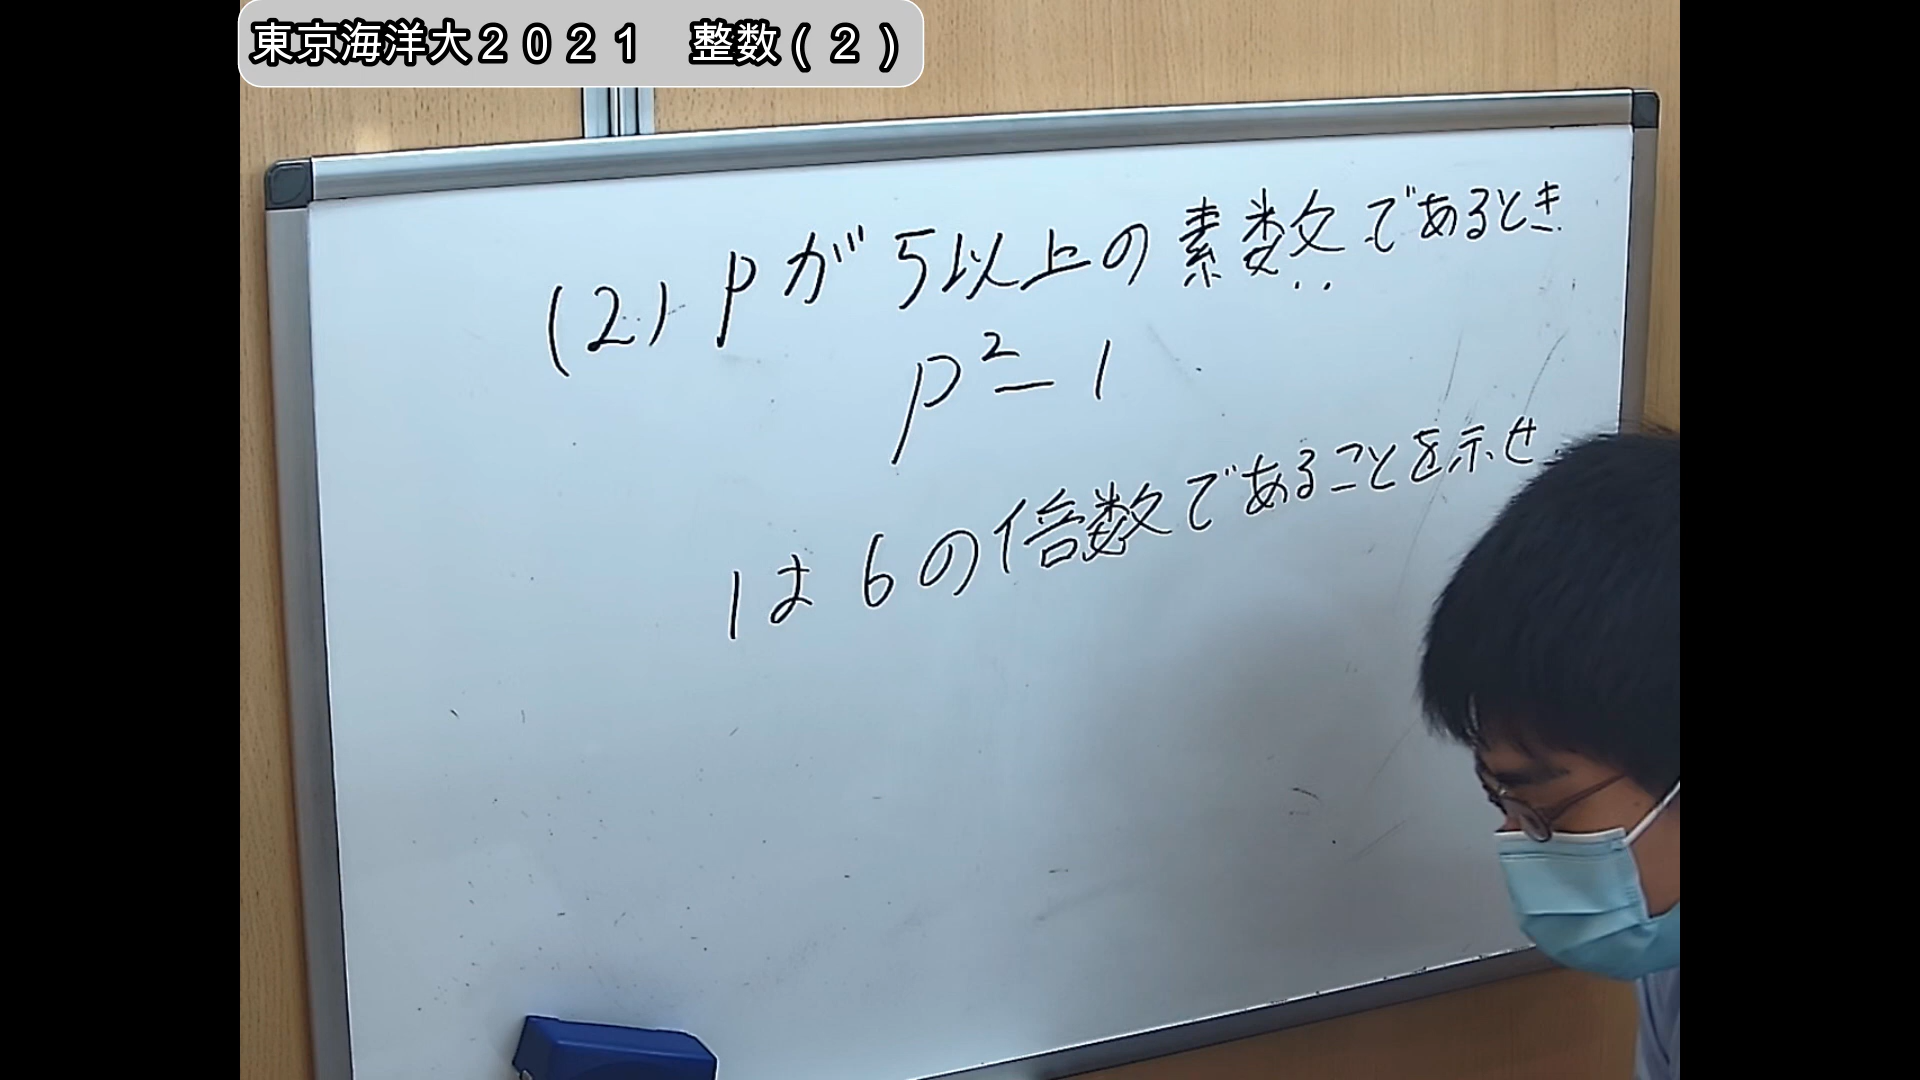 東京海洋大２０２１　整数(２)
(2) pが5以上の素数であるとき
p²-1
は6の倍数であることを示せ.